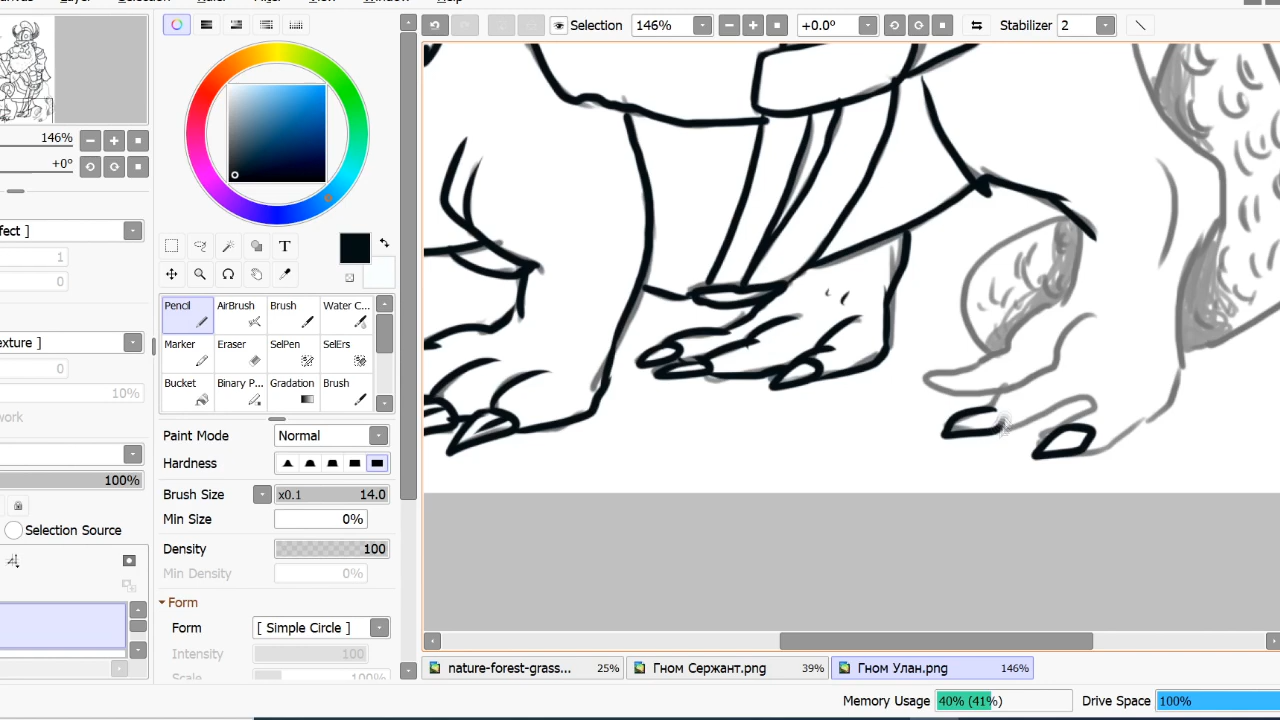 Selection 146% +0.0° Stabilizer 2
146%
+0°
T
ffect ]
1
0
exture ]
0
10%
work
100%
Selection Source
Pencil AirBrush Brush Water C...
Marker Eraser SelPen SelErs
Bucket Binary P... Gradation Brush
Paint Mode Normal
Hardness
Brush Size x0.1 14.0
Min Size 0%
Density 100
Min Density 0%
Form
Form [ Simple Circle ]
Intensity 100
Scale 100%
nature-forest-grass... 25% Гном Сержант.png 39% Гном Улан.png 146%
Memory Usage 40% (41%) Drive Space 100%